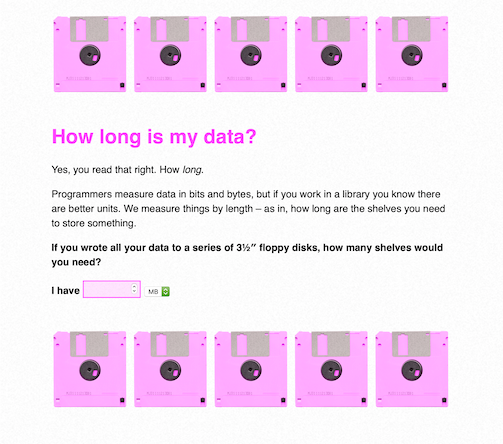 How long is my data?
Yes, you read that right. How long.
Programmers measure data in bits and bytes, but if you work in a library you know there
are better units. We measure things by length – as in, how long are the shelves you need
to store something.
If you wrote all your data to a series of 3½″ floppy disks, how many shelves would
you need?
I have MB